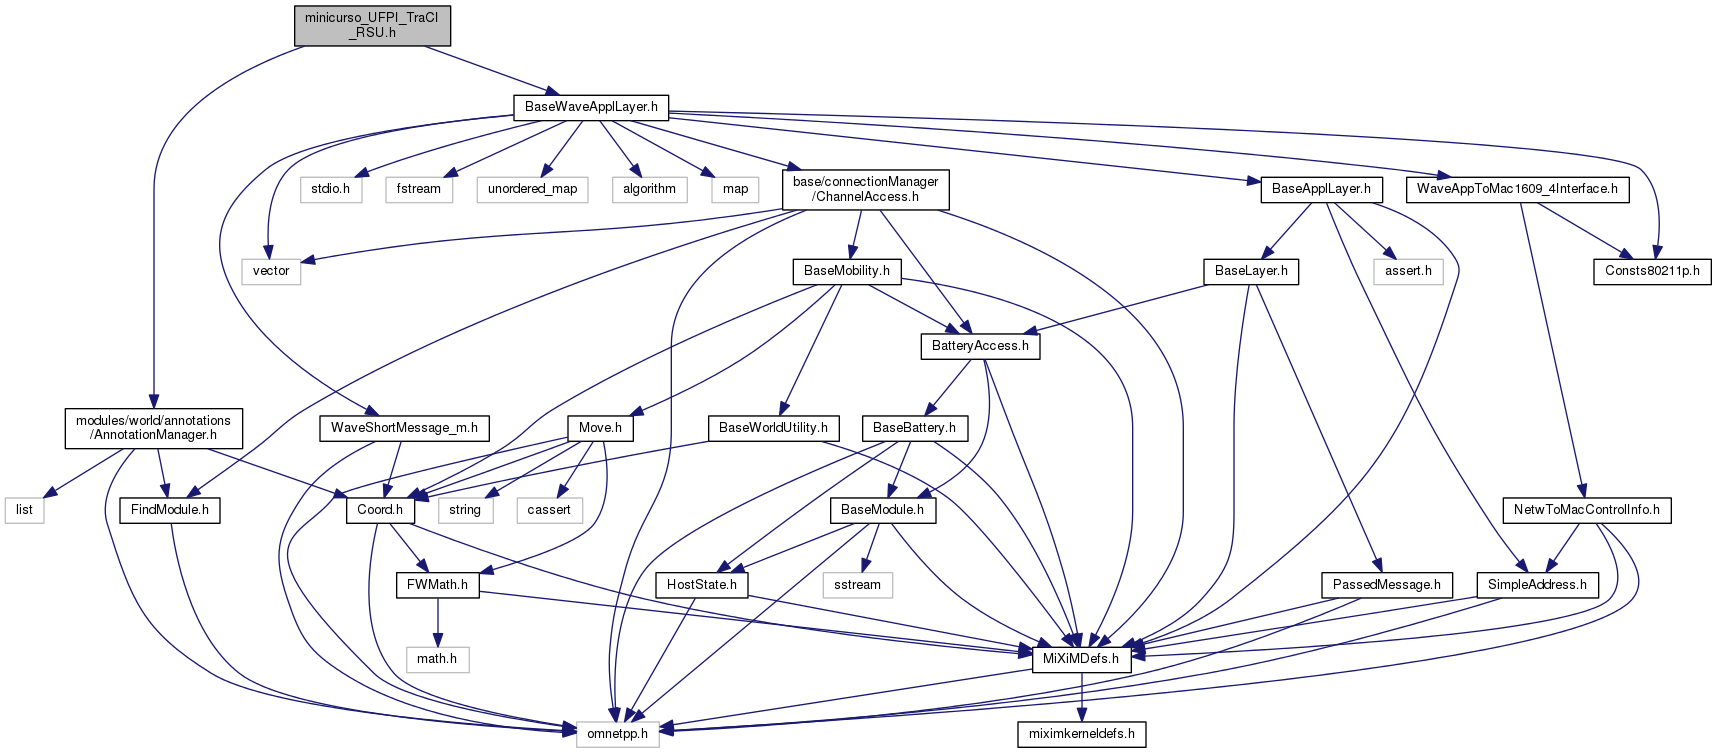 minicurso_UFPI_TraCI
_RSU.h
BaseWaveApplLayer.h
stdio.h
fstream
unordered_map
algorithm
map
base/connectionManager
/ChannelAccess.h
BaseApplLayer.h
WaveAppToMac1609_4Interface.h
vector
BaseMobility.h
BaseLayer.h
assert.h
Consts80211p.h
BatteryAccess.h
modules/world/annotations
/AnnotationManager.h
WaveShortMessage_m.h
Move.h
BaseWorldUtility.h
BaseBattery.h
list
FindModule.h
Coord.h
string
cassert
BaseModule.h
NetwToMacControlInfo.h
FWMath.h
HostState.h
sstream
PassedMessage.h
SimpleAddress.h
math.h
MiXiMDefs.h
omnetpp.h
miximkerneldefs.h